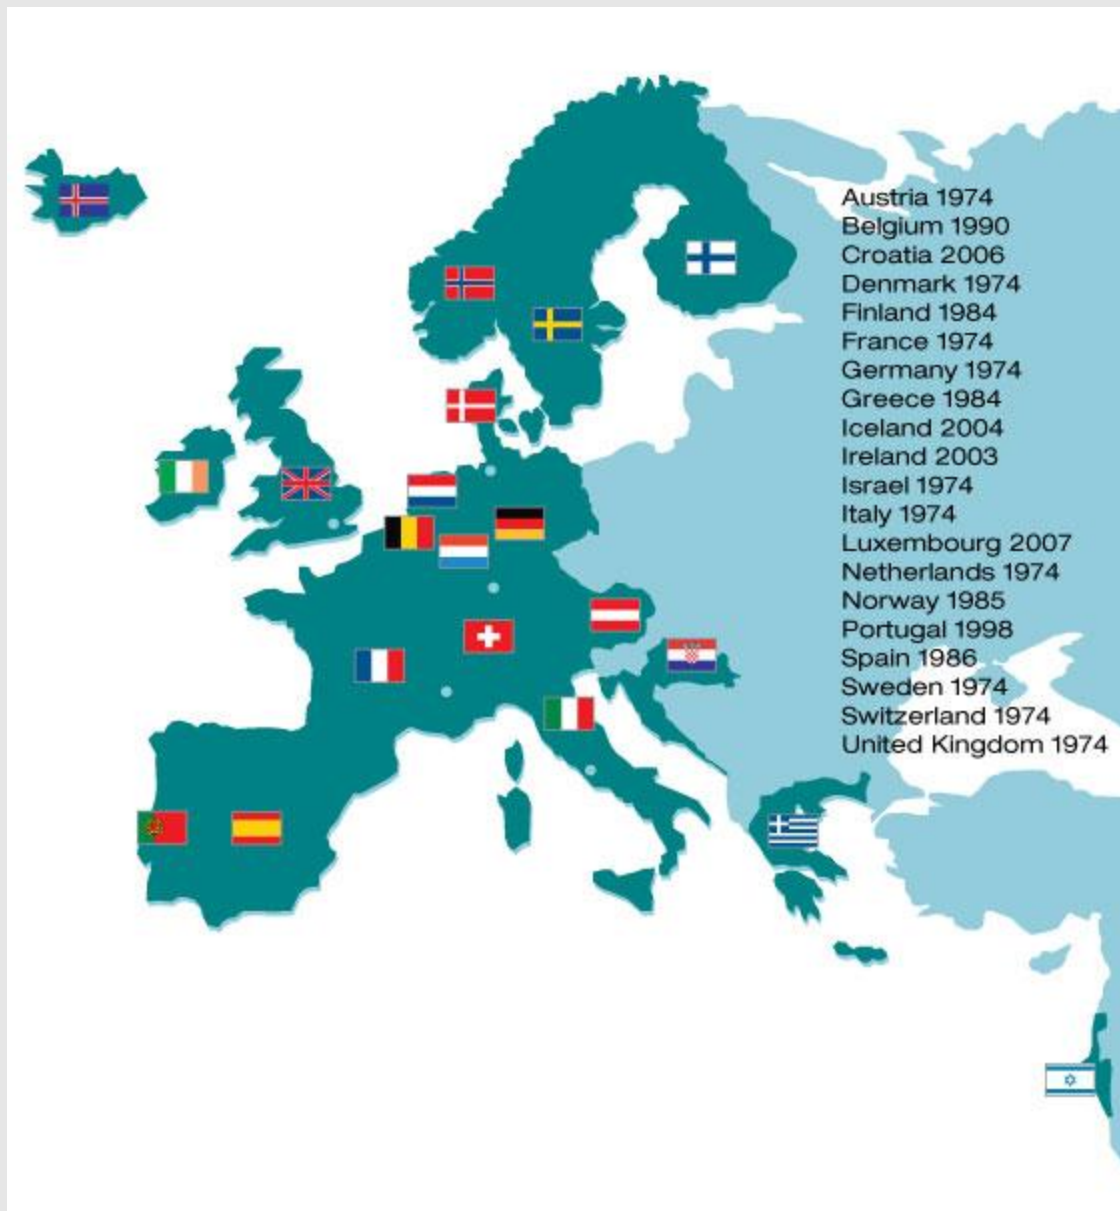 Austria 1974
Belgium 1990
Croatia 2006
Denmark 1974
Finland 1984
France 1974
Germany 1974
Greece 1984
Iceland 2004
Ireland 2003
Israel 1974
Italy 1974
Luxembourg 2007
Netherlands 1974
Norway 1985
Portugal 1998
Spain 1986
Sweden 1974
Switzerland 1974
United Kingdom 1974